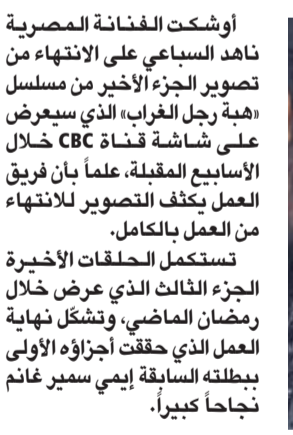 أوشكت الفنانة المصرية
ناهد السباعي على الانتهاء من
تصوير الجزء الأخير من مسلسل
«هبة رجل الغراب» الذي سيعرض
على شاشة قناة CBC خلال
الأسابيع المقبلة، علماً بأن فريق
العمل يكثف التصوير للانتهاء
من العمل بالكامل.
تستكمل الحلقات الأخيرة
الجزء الثالث الذي عرض خلال
رمضان الماضي، وتشكّل نهاية
العمل الذي حققت أجزاؤه الأولى
ببطلته السابقة إيمي سمير غانم
نجاحاً كبيراً.